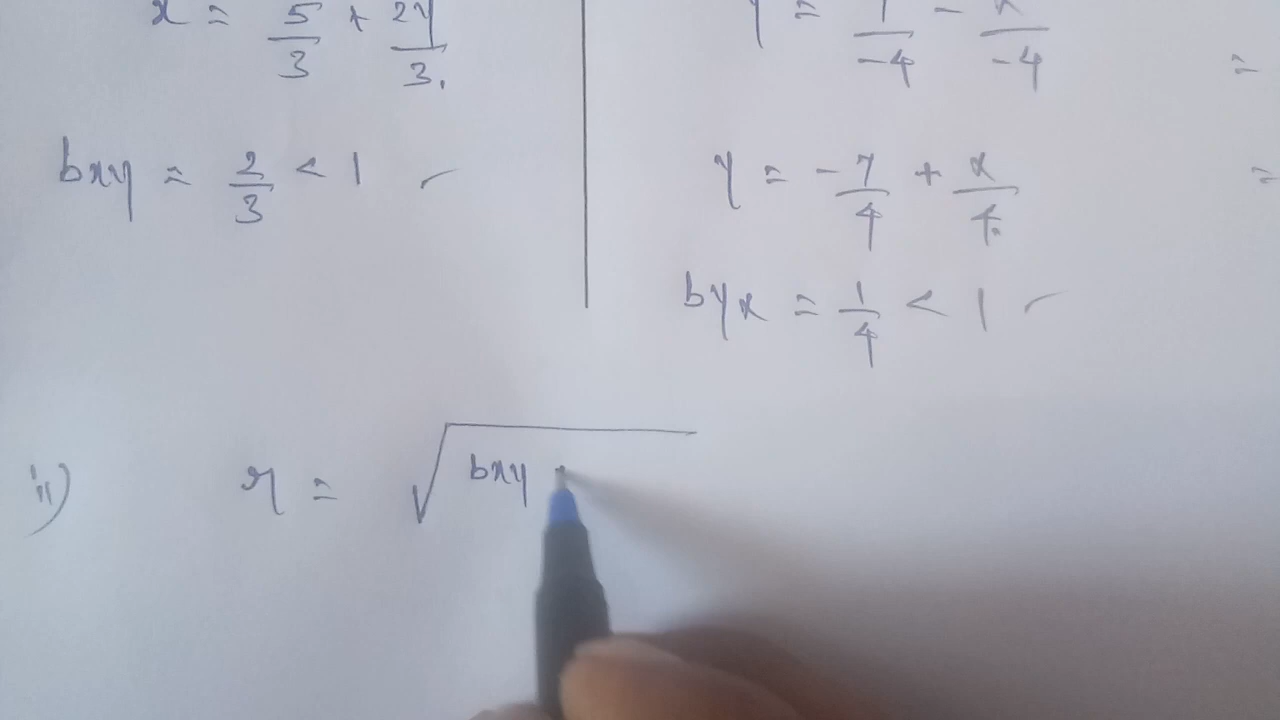 x = 5/3 + 2y/3.
bxy = 2/3 < 1
y = 7/-4 - x/-4
=
y = -7/4 + x/4.
=
byx = 1/4 < 1
ii) r = √bxy